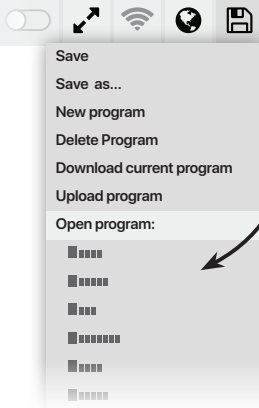 Save
Save as...
New program
Delete Program
Download current program
Upload program
Open program: